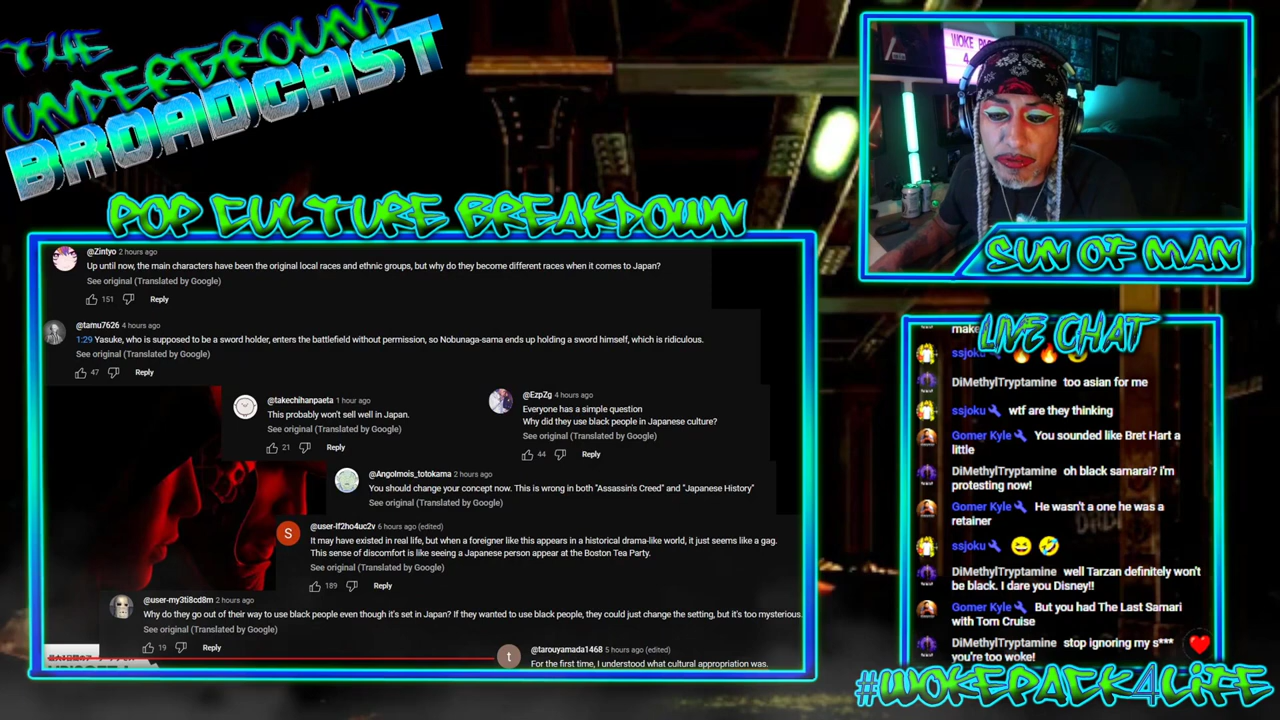 THE
UNDERGROUND
BROADCAST
POP CULTURE BREAKDOWN
@Zintyo 2 hours ago
Up until now, the main characters have been the original local races and ethnic groups, but why do they become different races when it comes to Japan?
See original (Translated by Google)
151 Reply
@tamu7626 4 hours ago
1:29 Yasuke, who is supposed to be a sword holder, enters the battlefield without permission, so Nobunaga-sama ends up holding a sword himself, which is ridiculous.
See original (Translated by Google)
47 Reply
@takechihanpaeta 1 hour ago
This probably won't sell well in Japan.
See original (Translated by Google)
21 Reply
@EzpZg 4 hours ago
Everyone has a simple question
Why did they use black people in Japanese culture?
See original (Translated by Google)
44 Reply
@Angolmois_totokama 2 hours ago
You should change your concept now. This is wrong in both "Assassin's Creed" and "Japanese History"
See original (Translated by Google)
S
@user-lf2ho4uc2v 6 hours ago (edited)
It may have existed in real life, but when a foreigner like this appears in a historical drama-like world, it just seems like a gag.
This sense of discomfort is like seeing a Japanese person appear at the Boston Tea Party.
See original (Translated by Google)
189 Reply
@user-my3ti8cd8m 2 hours ago
Why do they go out of their way to use black people even though it's set in Japan? If they wanted to use black people, they could just change the setting, but it's too mysterious.
See original (Translated by Google)
19 Reply
t
@tarouyamada1468 5 hours ago (edited)
For the first time, I understood what cultural appropriation was.
WOKE PAC
4
SUN OF MAN
LIVE CHAT
make
ssjoku
DiMethylTryptamine too asian for me
ssjoku wtf are they thinking
Gomer Kyle You sounded like Bret Hart a
little
DiMethylTryptamine oh black samarai? i'm
protesting now!
Gomer Kyle He wasn't a one he was a
retainer
ssjoku
DiMethylTryptamine well Tarzan definitely won't
be black. I dare you Disney!!
Gomer Kyle But you had The Last Samari
with Tom Cruise
DiMethylTryptamine stop ignoring my s***
you're too woke!
#WOKEPACK4LIFE